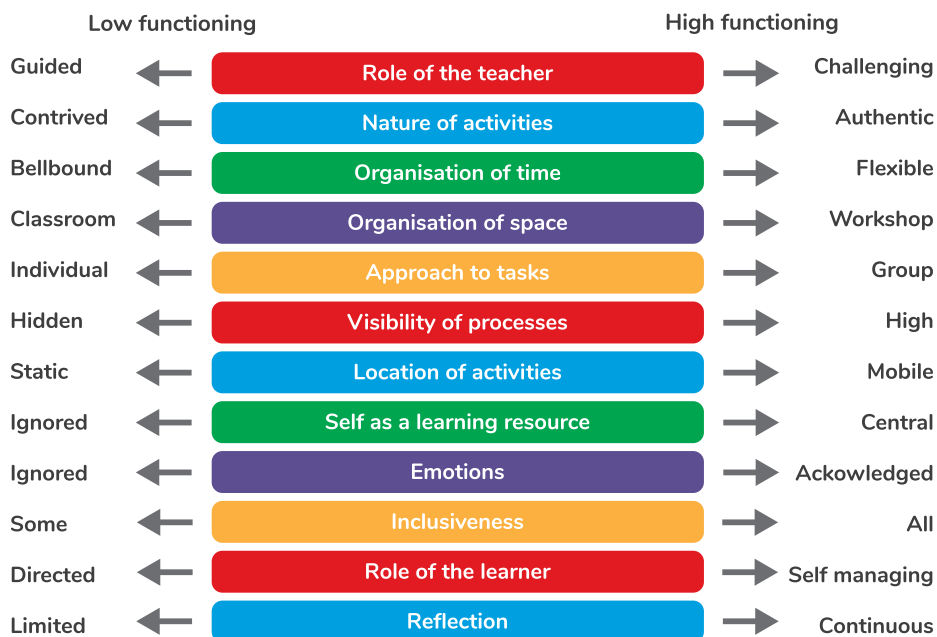 Low functioning High functioning
Guided Role of the teacher Challenging
Contrived Nature of activities Authentic
Bellbound Organisation of time Flexible
Classroom Organisation of space Workshop
Individual Approach to tasks Group
Hidden Visibility of processes High
Static Location of activities Mobile
Ignored Self as a learning resource Central
Ignored Emotions Ackowledged
Some Inclusiveness All
Directed Role of the learner Self managing
Limited Reflection Continuous